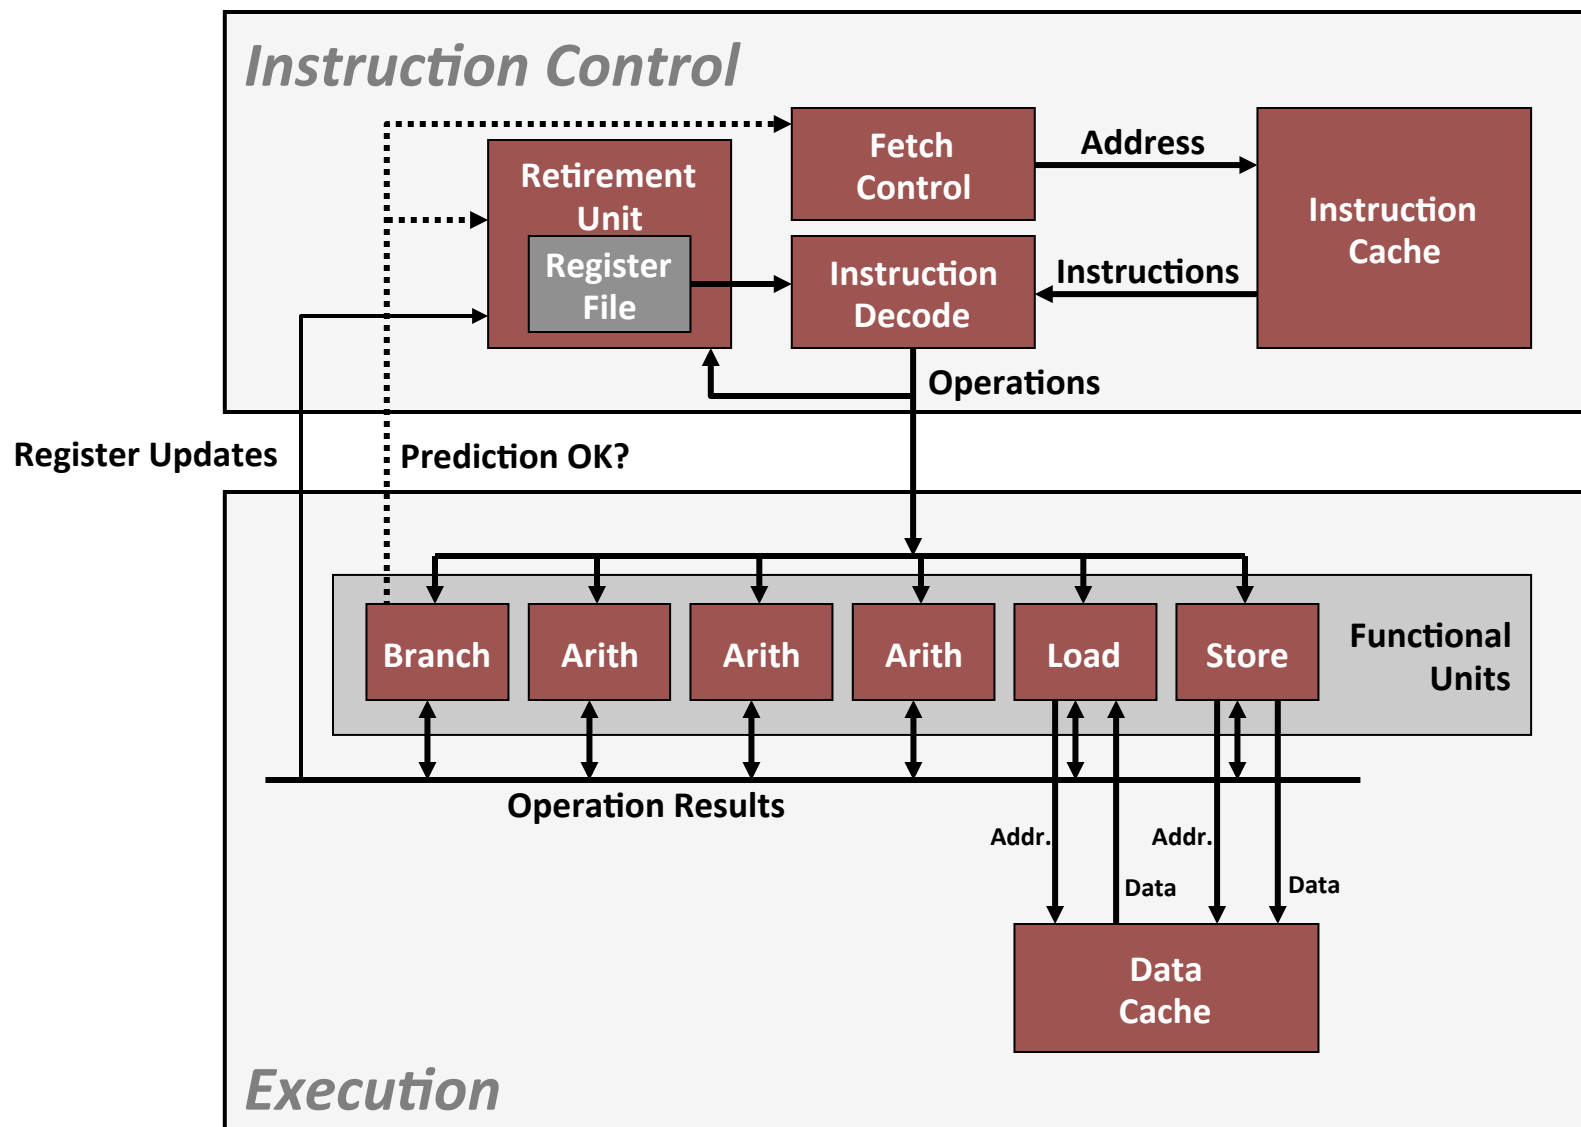 Instruction Control
Retirement
Unit
Register
File
Fetch
Control
Address
Instruction
Cache
Instruction
Decode
Instructions
Operations
Register Updates
Prediction OK?
Branch
Arith
Arith
Arith
Load
Store
Functional
Units
Operation Results
Addr.
Data
Addr.
Data
Data
Cache
Execution